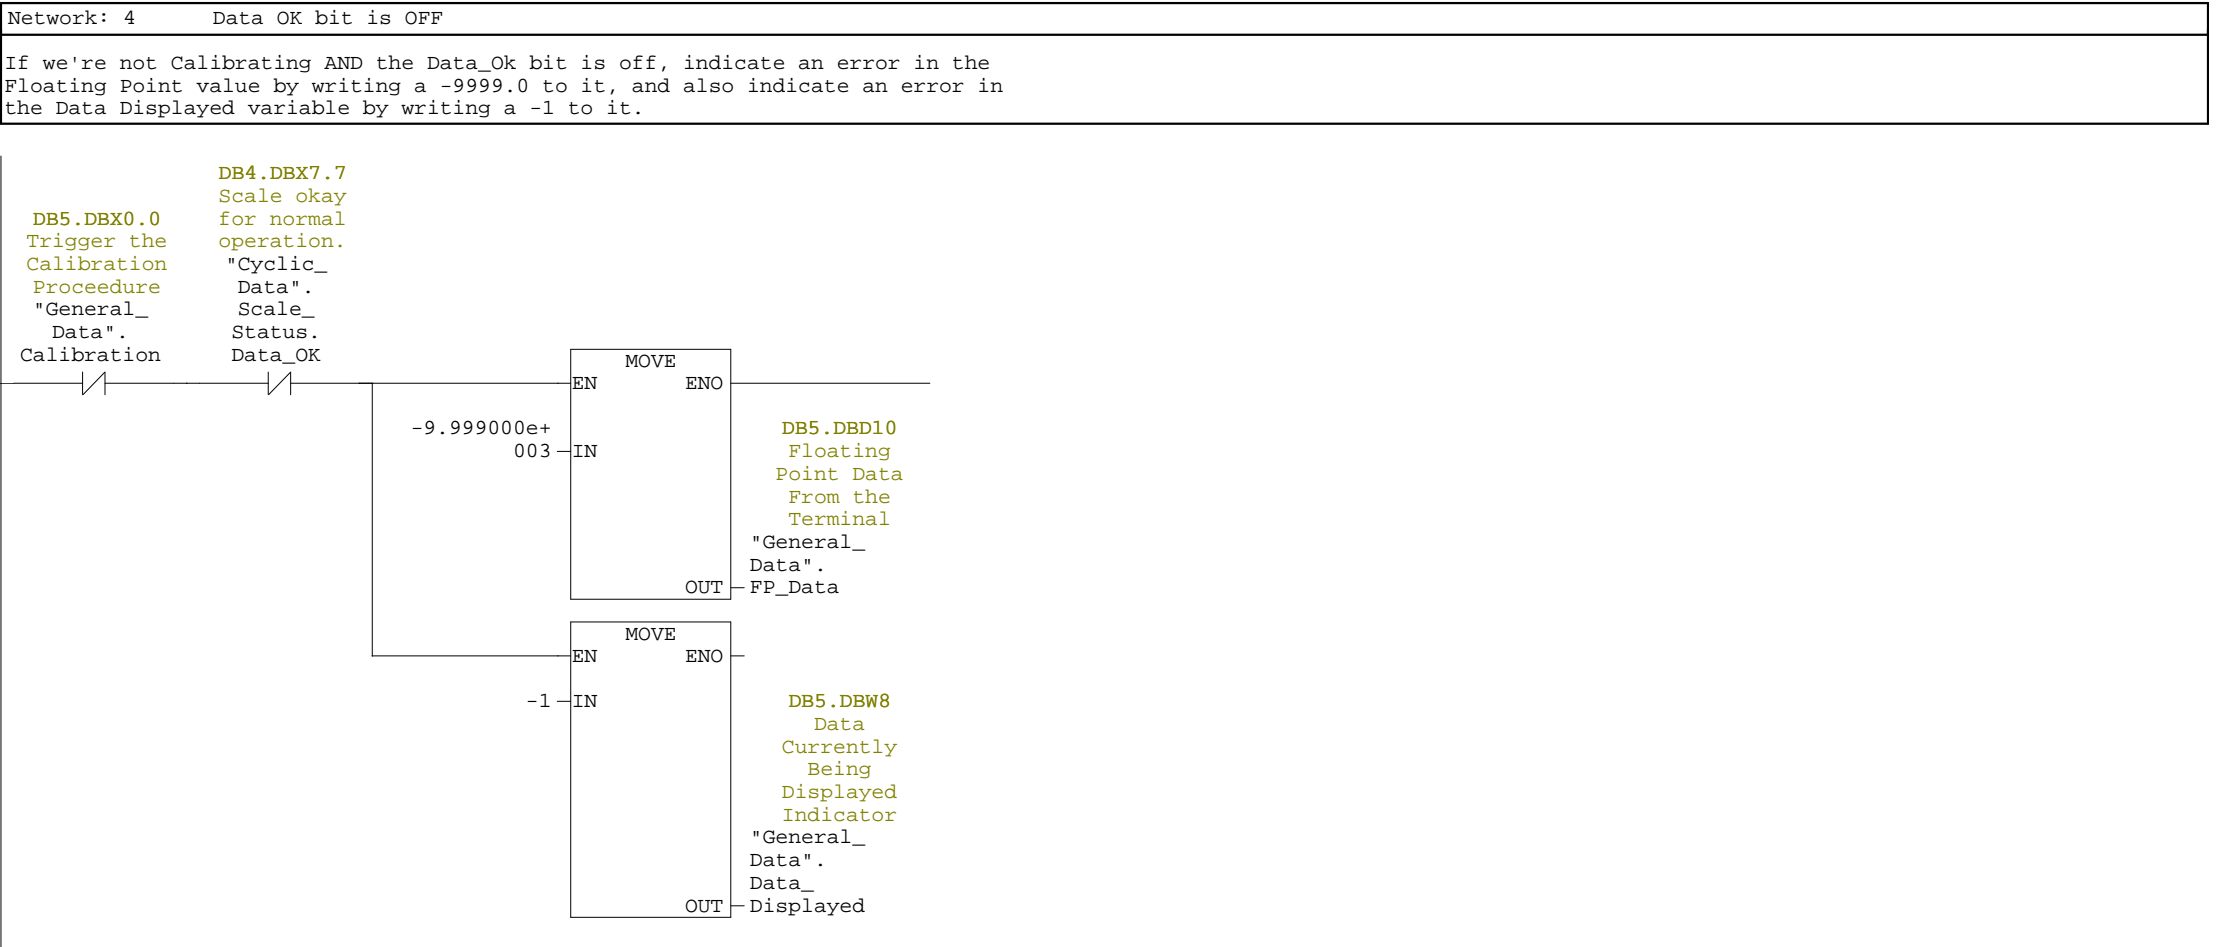 Network: 4 Data OK bit is OFF
If we're not Calibrating AND the Data_Ok bit is off, indicate an error in the
Floating Point value by writing a -9999.0 to it, and also indicate an error in
the Data Displayed variable by writing a -1 to it.
DB5.DBX0.0
Trigger the
Calibration
Proceedure
"General_
Data".
Calibration
DB4.DBX7.7
Scale okay
for normal
operation.
"Cyclic_
Data".
Scale_
Status.
Data_OK
MOVE
EN ENO
-9.999000e+
003 IN
DB5.DBD10
Floating
Point Data
From the
Terminal
"General_
Data".
OUT FP_Data
MOVE
EN ENO
-1 IN
DB5.DBW8
Data
Currently
Being
Displayed
Indicator
"General_
Data".
Data_
OUT Displayed